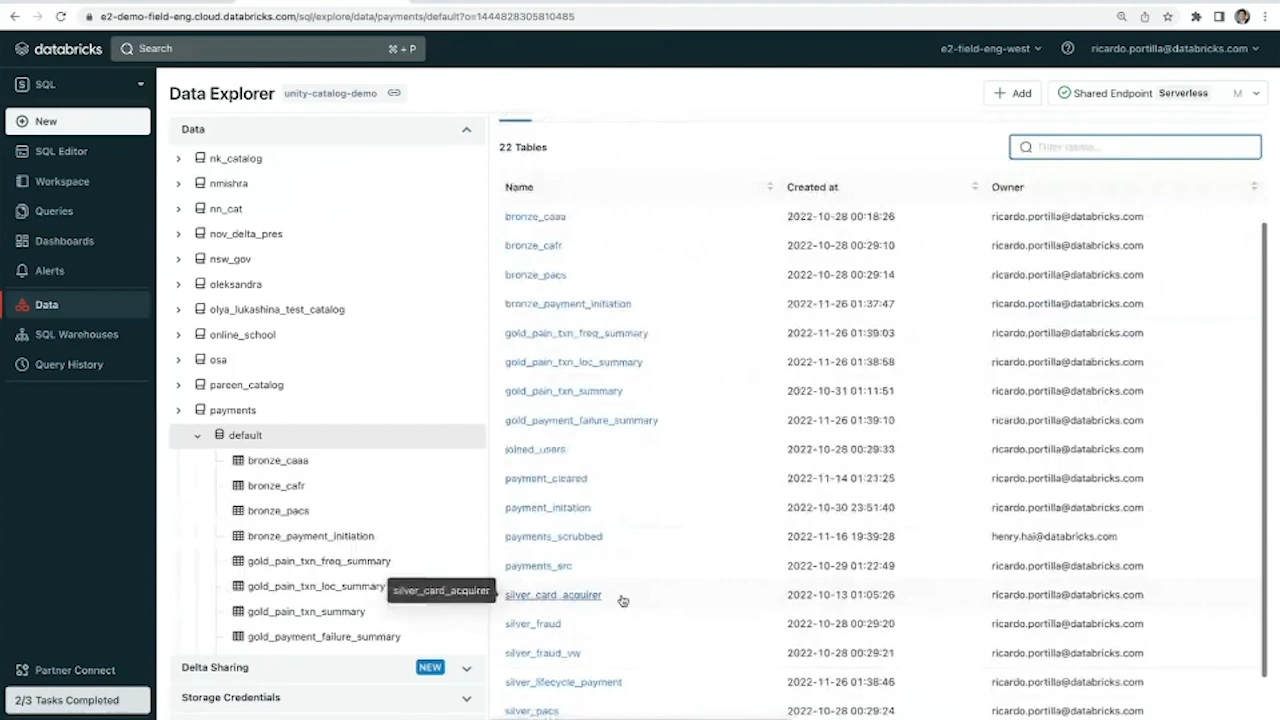 e2-demo-field-eng.cloud.databricks.com/sql/explore/data/payments/default?o=1444828305810485
databricks
Search
⌘ + P
e2-field-eng-west
ricardo.portilla@databricks.com
SQL
New
SQL Editor
Workspace
Queries
Dashboards
Alerts
Data
SQL Warehouses
Query History
Partner Connect
2/3 Tasks Completed
Data Explorer
unity-catalog-demo
+ Add
Shared Endpoint Serverless M
Data
nk_catalog
nmishra
nn_cat
nov_delta_pres
nsw_gov
oleksandra
olya_lukashina_test_catalog
online_school
osa
pareen_catalog
payments
default
bronze_caaa
bronze_cafr
bronze_pacs
bronze_payment_initiation
gold_pain_txn_freq_summary
gold_pain_txn_loc_summary
gold_pain_txn_summary
gold_payment_failure_summary
silver_card_acquirer
Delta Sharing NEW
Storage Credentials
22 Tables
Filter
Name Created at Owner
bronze_caaa 2022-10-28 00:18:26 ricardo.portilla@databricks.com
bronze_cafr 2022-10-28 00:29:10 ricardo.portilla@databricks.com
bronze_pacs 2022-10-28 00:29:14 ricardo.portilla@databricks.com
bronze_payment_initiation 2022-11-26 01:37:47 ricardo.portilla@databricks.com
gold_pain_txn_freq_summary 2022-11-26 01:39:03 ricardo.portilla@databricks.com
gold_pain_txn_loc_summary 2022-11-26 01:38:58 ricardo.portilla@databricks.com
gold_pain_txn_summary 2022-10-31 01:11:51 ricardo.portilla@databricks.com
gold_payment_failure_summary 2022-11-26 01:39:10 ricardo.portilla@databricks.com
joined_users 2022-10-28 00:29:33 ricardo.portilla@databricks.com
payment_cleared 2022-11-14 01:23:25 ricardo.portilla@databricks.com
payment_initation 2022-10-30 23:51:40 ricardo.portilla@databricks.com
payments_scrubbed 2022-11-16 19:39:28 henry.hai@databricks.com
payments_src 2022-10-29 01:22:49 ricardo.portilla@databricks.com
silver_card_acquirer 2022-10-13 01:05:26 ricardo.portilla@databricks.com
silver_fraud 2022-10-28 00:29:20 ricardo.portilla@databricks.com
silver_fraud_vw 2022-10-28 00:29:21 ricardo.portilla@databricks.com
silver_lifecycle_payment 2022-11-26 01:38:46 ricardo.portilla@databricks.com
silver_pacs 2022-10-28 00:29:24 ricardo.portilla@databricks.com